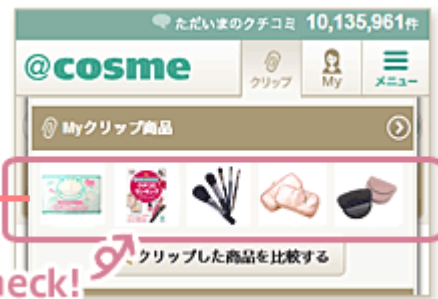 ただいまのクチコミ 10,135,961件
@cosme
クリップ
My
メニュー
Myクリップ商品
クリップした商品を比較する
heck!